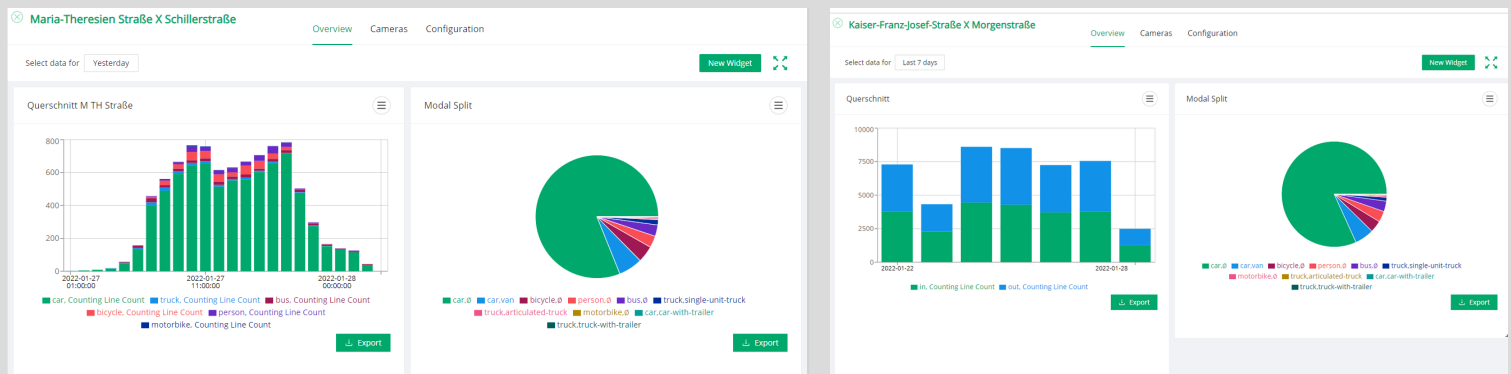 Maria-Theresien Straße X Schillerstraße
Overview Cameras Configuration
Select data for Yesterday
New Widget
Querschnitt M TH Straße
800
600
400
200
0
2022-01-27 01:00:00
2022-01-27 11:00:00
2022-01-28 00:00:00
car, Counting Line Count truck, Counting Line Count bus, Counting Line Count
bicycle, Counting Line Count person, Counting Line Count
motorbike, Counting Line Count
Export
Modal Split
car,ø car,van bicycle,ø person,ø bus,ø truck,single-unit-truck
truck,articulated-truck motorbike,ø car,car-with-trailer
truck,truck-with-trailer
Export
Kaiser-Franz-Josef-Straße X Morgenstraße
Overview Cameras Configuration
Select data for Last 7 days
New Widget
Querschnitt
10000
7500
5000
2500
0
2022-01-22
2022-01-28
in, Counting Line Count out, Counting Line Count
Export
Modal Split
car,ø car,van bicycle,ø person,ø bus,ø truck,single-unit-truck
motorbike,ø truck,articulated-truck car,car-with-trailer
truck,truck-with-trailer
Export